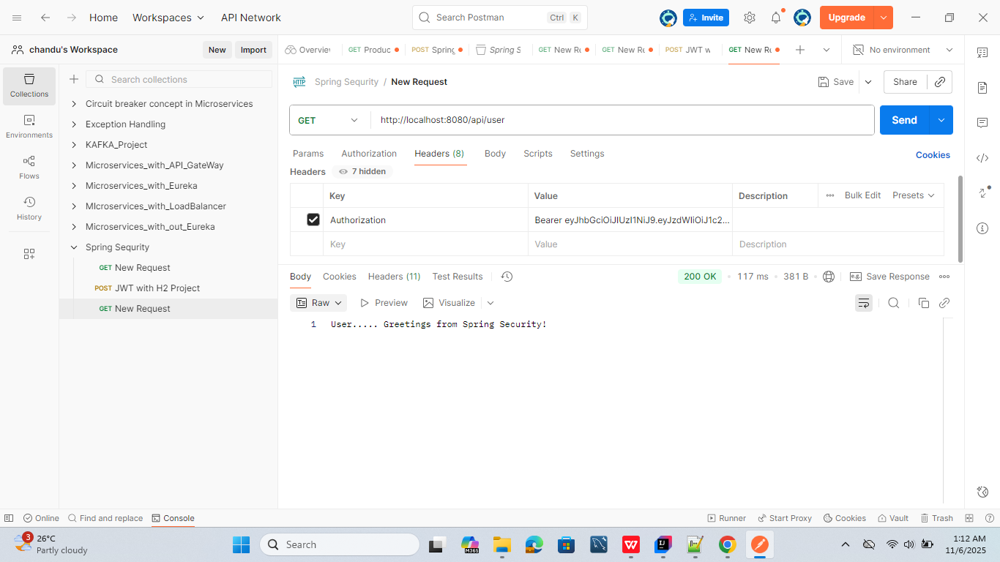 Home Workspaces API Network Search Postman Ctrl K Invite Upgrade
chandu's Workspace New Import
Overview GET Produc POST Spring GET Spring S GET New Re GET New Re POST JWT w GET New Re No environment
Collections
Environments
Flows
History
Search collections
Circuit breaker concept in Microservices
Exception Handling
KAFKA_Project
Microservices_with_API_GateWay
Microservices_with_Eureka
MIcroservices_with_LoadBalancer
Microservices_with_out_Eureka
Spring Sequrity
GET New Request
POST JWT with H2 Project
GET New Request
HTTP Spring Sequrity / New Request Save Share
GET http://localhost:8080/api/user Send
Params Authorization Headers (8) Body Scripts Settings Cookies
Headers 7 hidden
Key Value Description Bulk Edit Presets
Authorization Bearer eyJhbGciOiJIUzI1NiJ9.eyJzdWIiOiJ1c2...
Key Value Description
Body Cookies Headers (11) Test Results 200 OK • 117 ms • 381 B • e.g. Save Response
Raw Preview Visualize
1 User..... Greetings from Spring Security!
Online Find and replace Console Runner Start Proxy Cookies Vault Trash
3 26°C
Partly cloudy
Search
M365
1:12 AM
11/6/2025